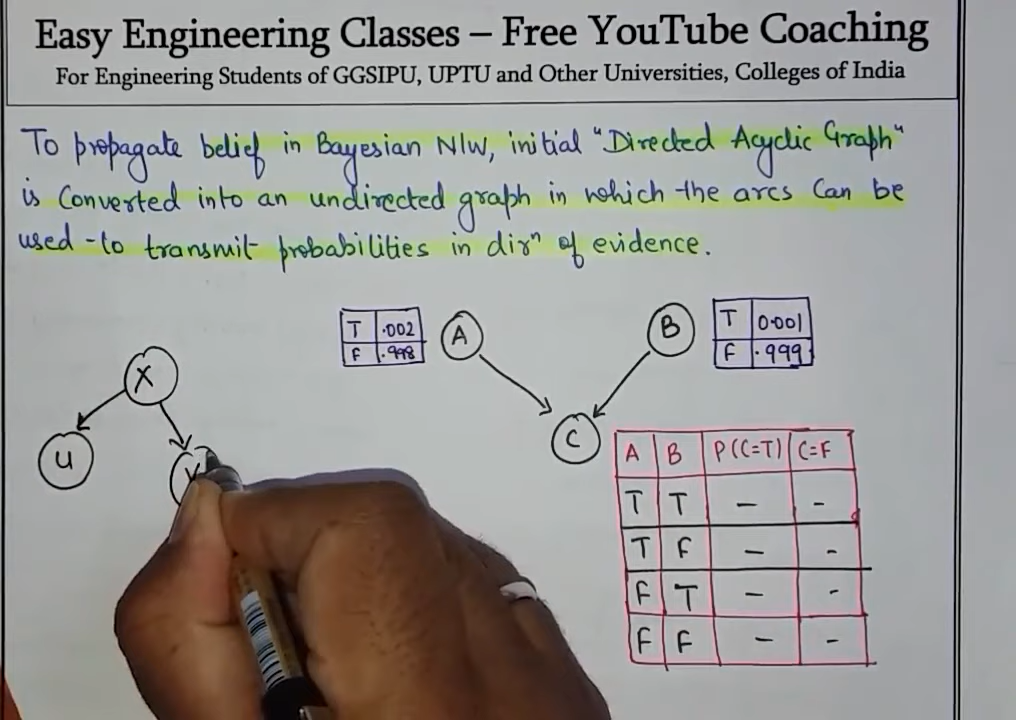 Easy Engineering Classes – Free YouTube Coaching
For Engineering Students of GGSIPU, UPTU and Other Universities, Colleges of India
To propagate belief in Bayesian N/W, initial "Directed Acyclic Graph"
is Converted into an undirected graph in which the arcs Can be
used to transmit probabilities in dirⁿ of evidence.
T .002
F .998
A
B
T 0.001
F .999
X
U
C
A B P(C=T) C=F
T T - -
T F - -
F T - -
F F - -